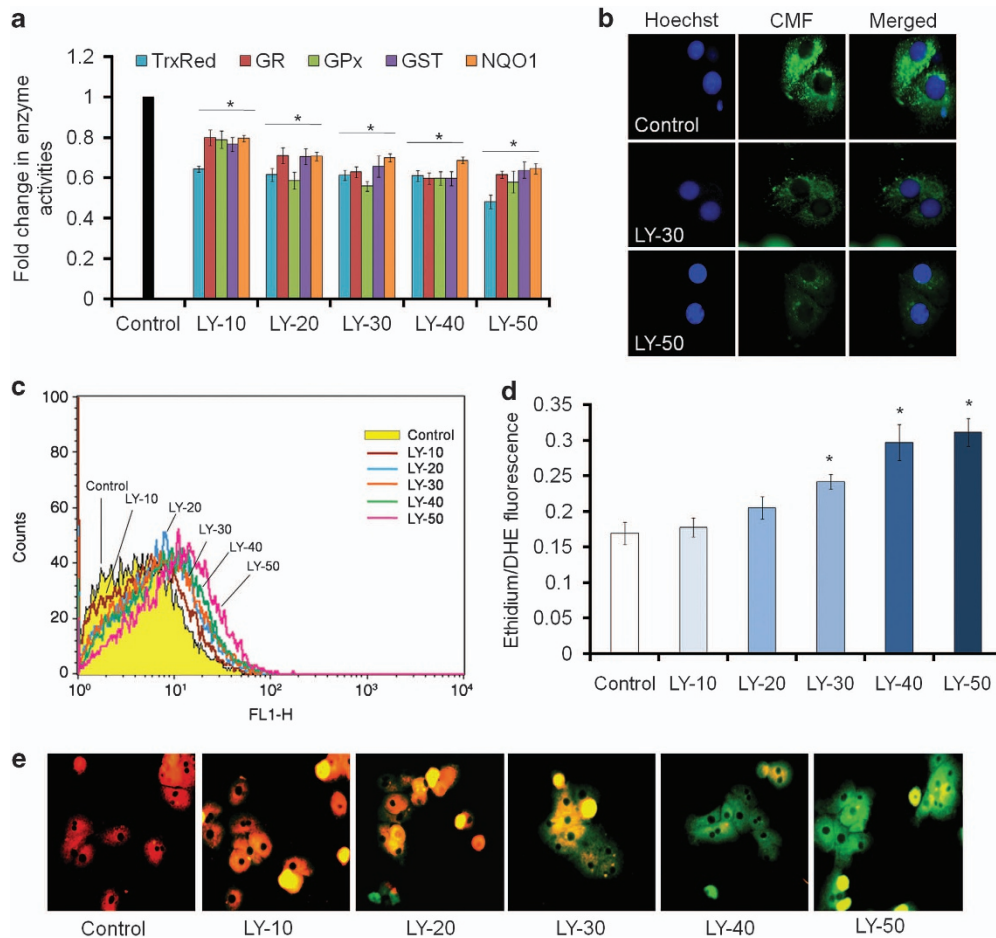 a
TrxRed GR GPx GST NQO1
Fold change in enzyme
activities
1.2
1
0.8
0.6
0.4
0.2
0
* * * * *
Control LY-10 LY-20 LY-30 LY-40 LY-50
b
Hoechst CMF Merged
Control
LY-30
LY-50
c
Counts
100
80
60
40
20
0
Control
LY-10
LY-20
LY-30
LY-40
LY-50
Control
LY-10
LY-20
LY-30
LY-40
LY-50
10⁰ 10¹ 10² 10³ 10⁴
FL1-H
d
Ethidium/DHE fluorescence
0.35
0.3
0.25
0.2
0.15
0.1
0.05
0
* * *
Control LY-10 LY-20 LY-30 LY-40 LY-50
e
Control LY-10 LY-20 LY-30 LY-40 LY-50